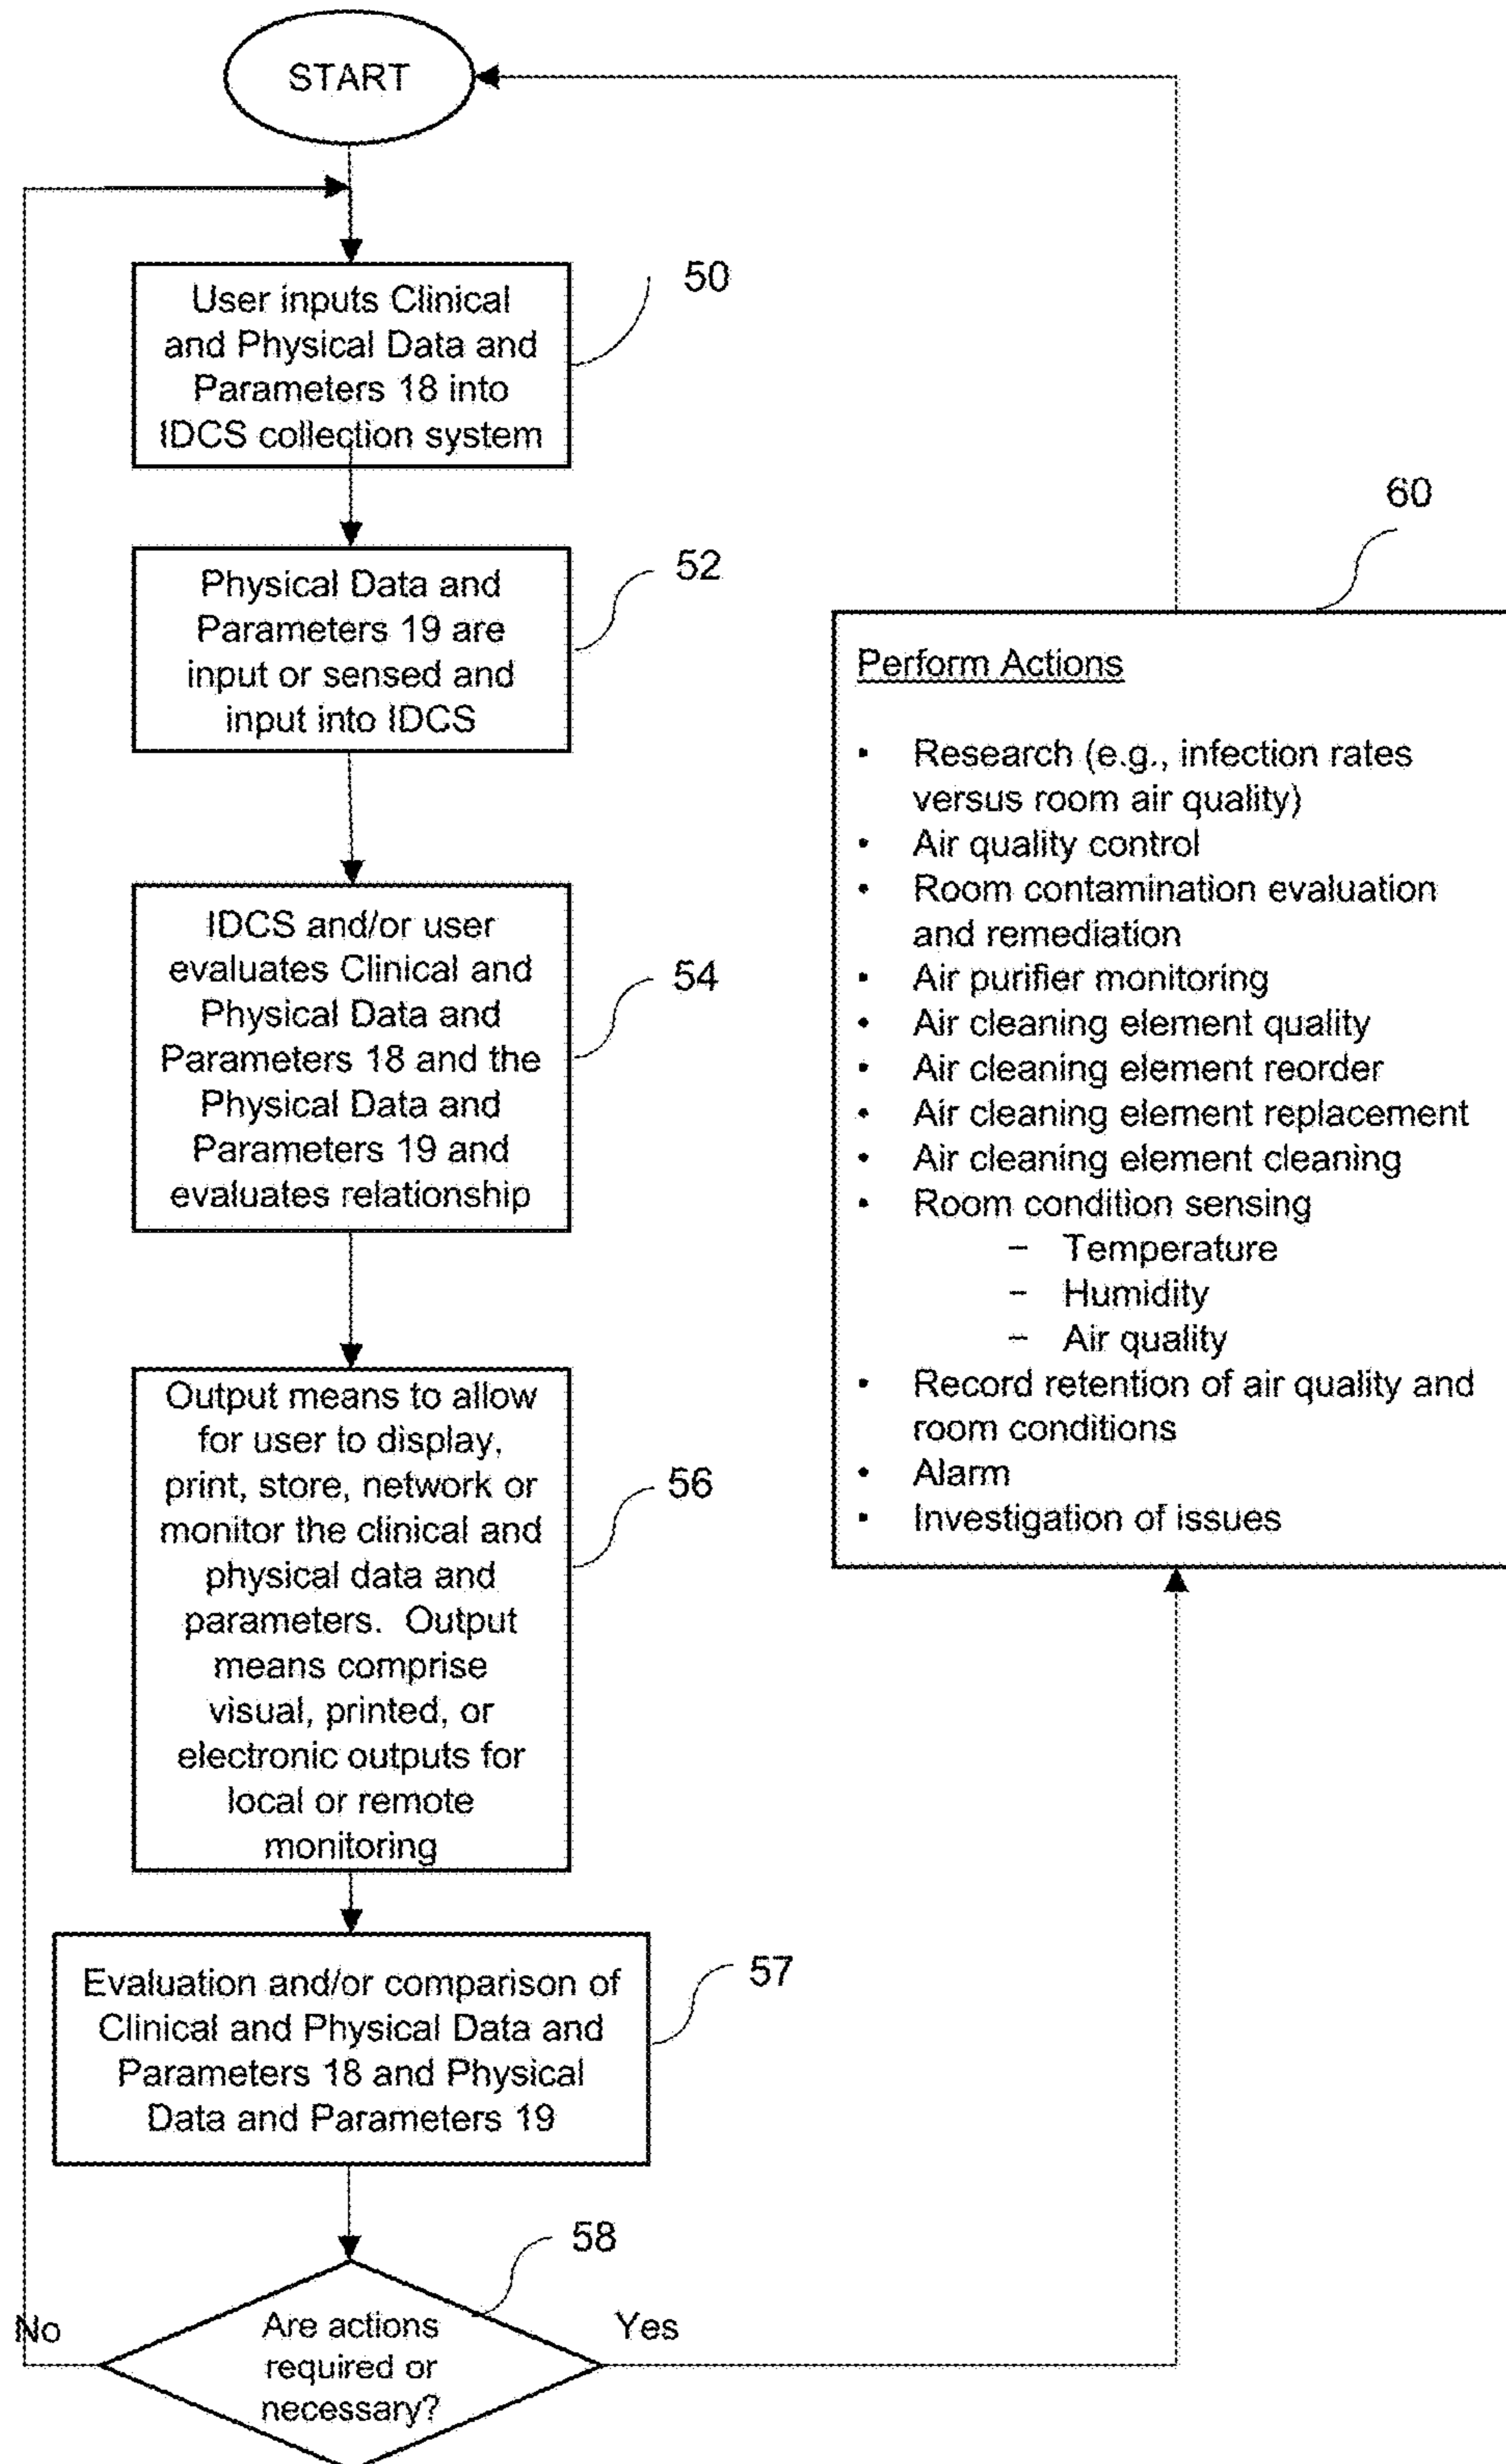 START
50
User inputs Clinical
and Physical Data and
Parameters 18 into
IDCS collection system
52
Physical Data and
Parameters 19 are
input or sensed and
input into IDCS
54
IDCS and/or user
evaluates Clinical and
Physical Data and
Parameters 18 and the
Physical Data and
Parameters 19 and
evaluates relationship
56
Output means to allow
for user to display,
print, store, network or
monitor the clinical and
physical data and
parameters. Output
means comprise
visual, printed, or
electronic outputs for
local or remote
monitoring
57
Evaluation and/or comparison of
Clinical and Physical Data and
Parameters 18 and Physical
Data and Parameters 19
58
Are actions
required or
necessary?
No
Yes
60
Perform Actions
• Research (e.g., infection rates
versus room air quality)
• Air quality control
• Room contamination evaluation
and remediation
• Air purifier monitoring
• Air cleaning element quality
• Air cleaning element reorder
• Air cleaning element replacement
• Air cleaning element cleaning
• Room condition sensing
– Temperature
– Humidity
– Air quality
• Record retention of air quality and
room conditions
• Alarm
• Investigation of issues